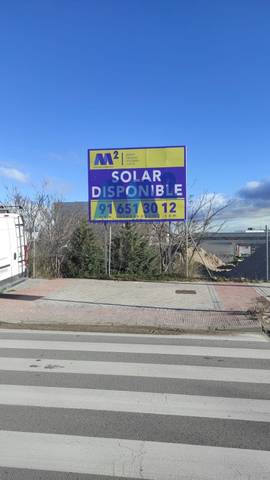 M²
SOLAR
DISPONIBLE
91 651 30 12